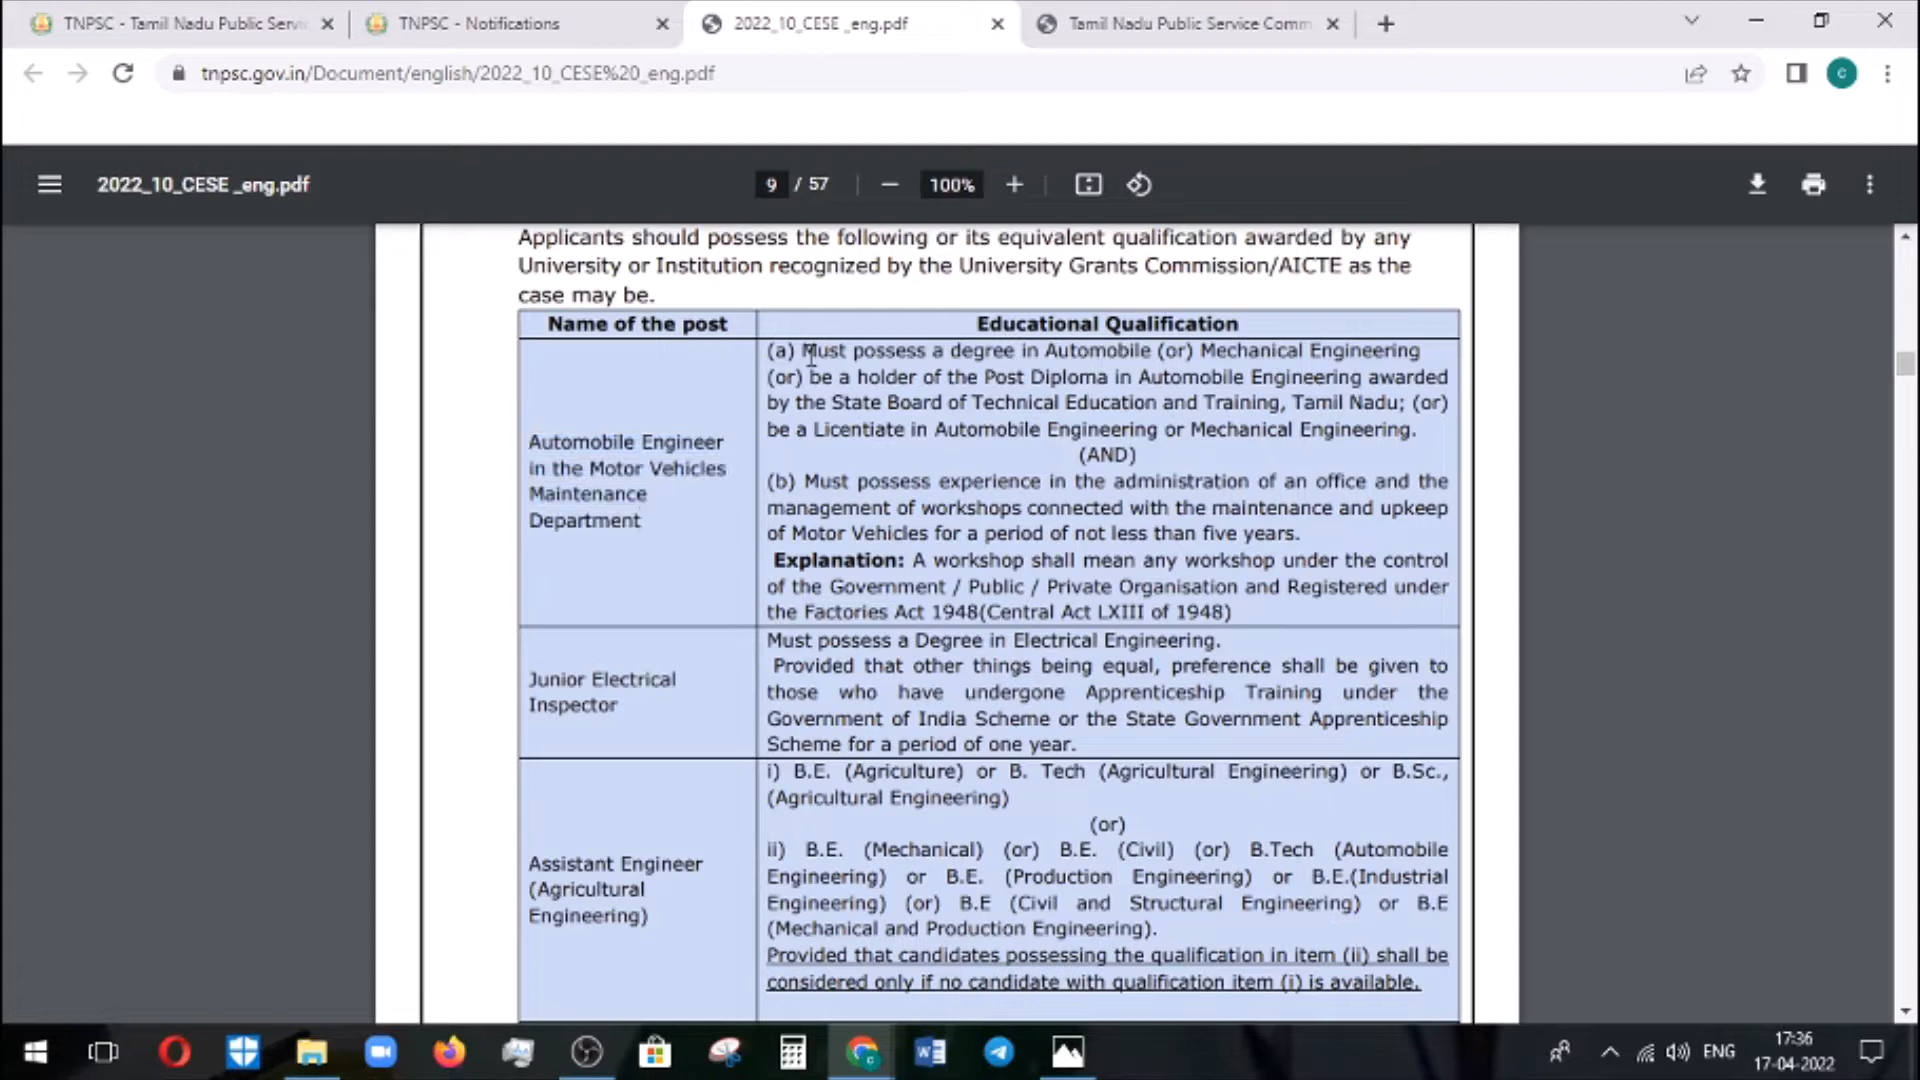 TNPSC - Tamil Nadu Public Servi
TNPSC - Notifications
2022_10_CESE _eng.pdf
Tamil Nadu Public Service Comm
tnpsc.gov.in/Document/english/2022_10_CESE%20_eng.pdf
C
2022_10_CESE _eng.pdf
9 / 57
100%
Applicants should possess the following or its equivalent qualification awarded by any
University or Institution recognized by the University Grants Commission/AICTE as the
case may be.
Name of the post
Educational Qualification
Automobile Engineer
in the Motor Vehicles
Maintenance
Department
(a) Must possess a degree in Automobile (or) Mechanical Engineering
(or) be a holder of the Post Diploma in Automobile Engineering awarded
by the State Board of Technical Education and Training, Tamil Nadu; (or)
be a Licentiate in Automobile Engineering or Mechanical Engineering.
(AND)
(b) Must possess experience in the administration of an office and the
management of workshops connected with the maintenance and upkeep
of Motor Vehicles for a period of not less than five years.
Explanation: A workshop shall mean any workshop under the control
of the Government / Public / Private Organisation and Registered under
the Factories Act 1948(Central Act LXIII of 1948)
Junior Electrical
Inspector
Must possess a Degree in Electrical Engineering.
Provided that other things being equal, preference shall be given to
those who have undergone Apprenticeship Training under the
Government of India Scheme or the State Government Apprenticeship
Scheme for a period of one year.
Assistant Engineer
(Agricultural
Engineering)
i) B.E. (Agriculture) or B. Tech (Agricultural Engineering) or B.Sc.,
(Agricultural Engineering)
(or)
ii) B.E. (Mechanical) (or) B.E. (Civil) (or) B.Tech (Automobile
Engineering) or B.E. (Production Engineering) or B.E.(Industrial
Engineering) (or) B.E (Civil and Structural Engineering) or B.E
(Mechanical and Production Engineering).
Provided that candidates possessing the qualification in item (ii) shall be
considered only if no candidate with qualification item (i) is available.
ENG
17:36
17-04-2022